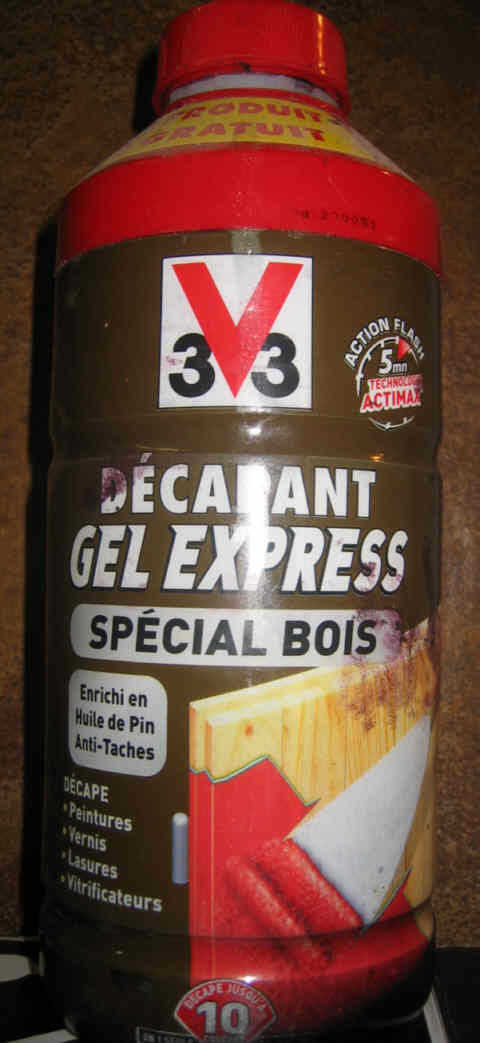 PRODUIT
GRATUIT
V
33
ACTION FLASH
5mn
TECHNOLOGIE
ACTIMAX
DÉCAPANT
GEL EXPRESS
SPÉCIAL BOIS
Enrichi en
Huile de Pin
Anti-Taches
DÉCAPE
• Peintures
• Vernis
• Lasures
• Vitrificateurs
DÉCAPE JUSQU'À
10